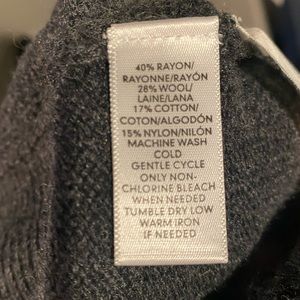 40% RAYON/
RAYONNE/RAYÓN
28% WOOL/
LAINE/LANA
17% COTTON/
COTON/ALGODÓN
15% NYLON/NILÓN
MACHINE WASH
COLD
GENTLE CYCLE
ONLY NON-
CHLORINE BLEACH
WHEN NEEDED
TUMBLE DRY LOW
WARM IRON
IF NEEDED